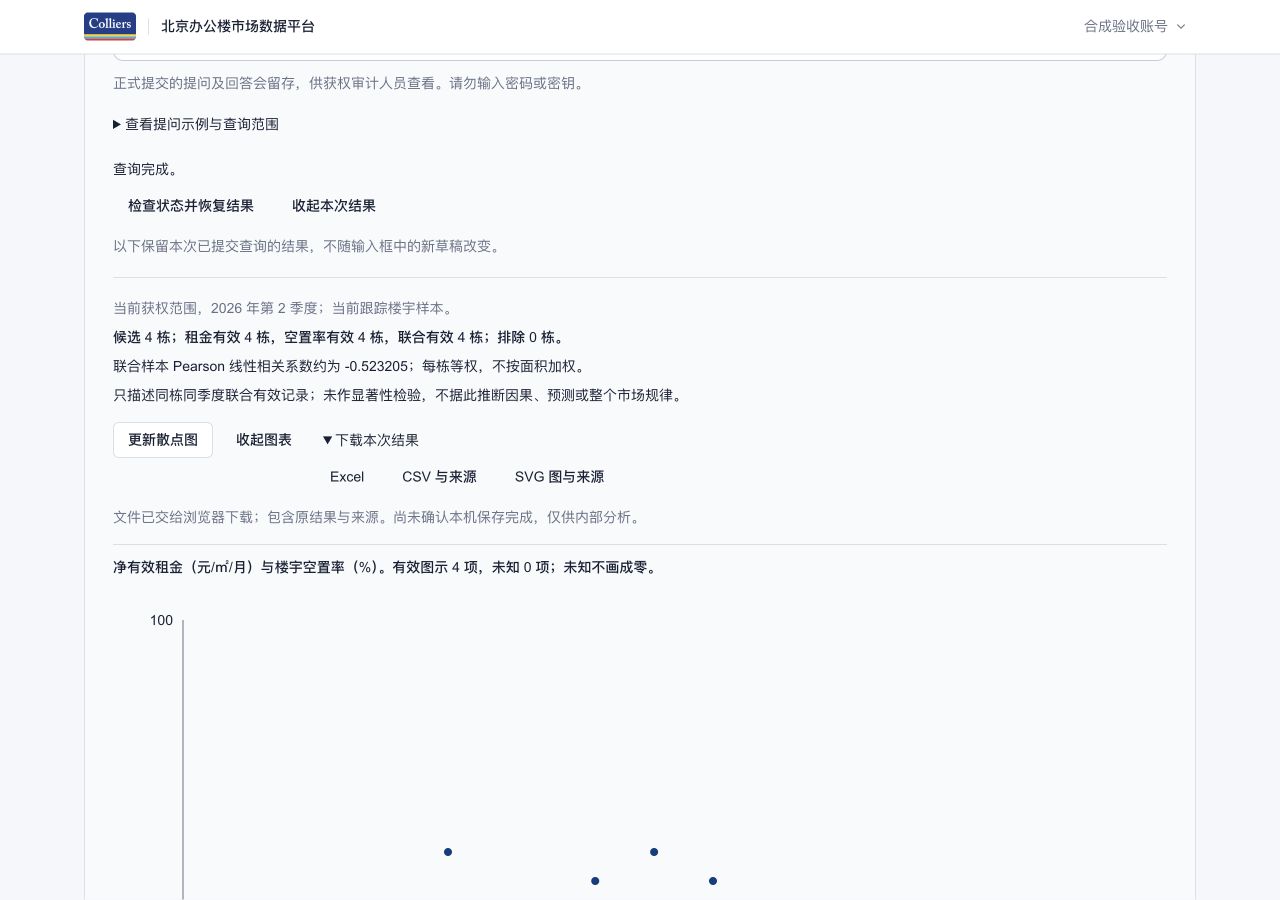 Colliers 北京办公楼市场数据平台 合成验收账号
正式提交的提问及回答会留存，供获权审计人员查看。请勿输入密码或密钥。
▶ 查看提问示例与查询范围
查询完成。
检查状态并恢复结果 收起本次结果
以下保留本次已提交查询的结果，不随输入框中的新草稿改变。
当前获权范围，2026 年第 2 季度；当前跟踪楼宇样本。
候选 4 栋；租金有效 4 栋，空置率有效 4 栋，联合有效 4 栋；排除 0 栋。
联合样本 Pearson 线性相关系数约为 -0.523205；每栋等权，不按面积加权。
只描述同栋同季度联合有效记录；未作显著性检验，不据此推断因果、预测或整个市场规律。
更新散点图 收起图表 ▼下载本次结果
Excel CSV 与来源 SVG 图与来源
文件已交给浏览器下载；包含原结果与来源。尚未确认本机保存完成，仅供内部分析。
净有效租金（元/㎡/月）与楼宇空置率（%）。有效图示 4 项，未知 0 项；未知不画成零。
100